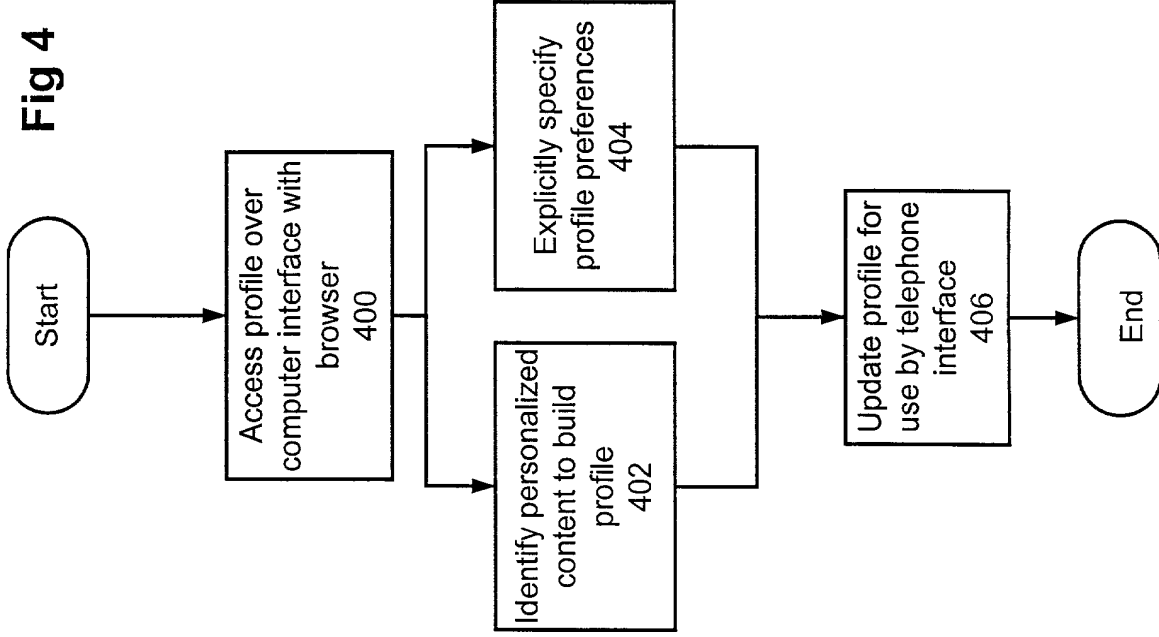 Fig 4
Start
Access profile over
computer interface with
browser
400
Identify personalized
content to build
profile
402
Explicitly specify
profile preferences
404
Update profile for
use by telephone
interface
406
End